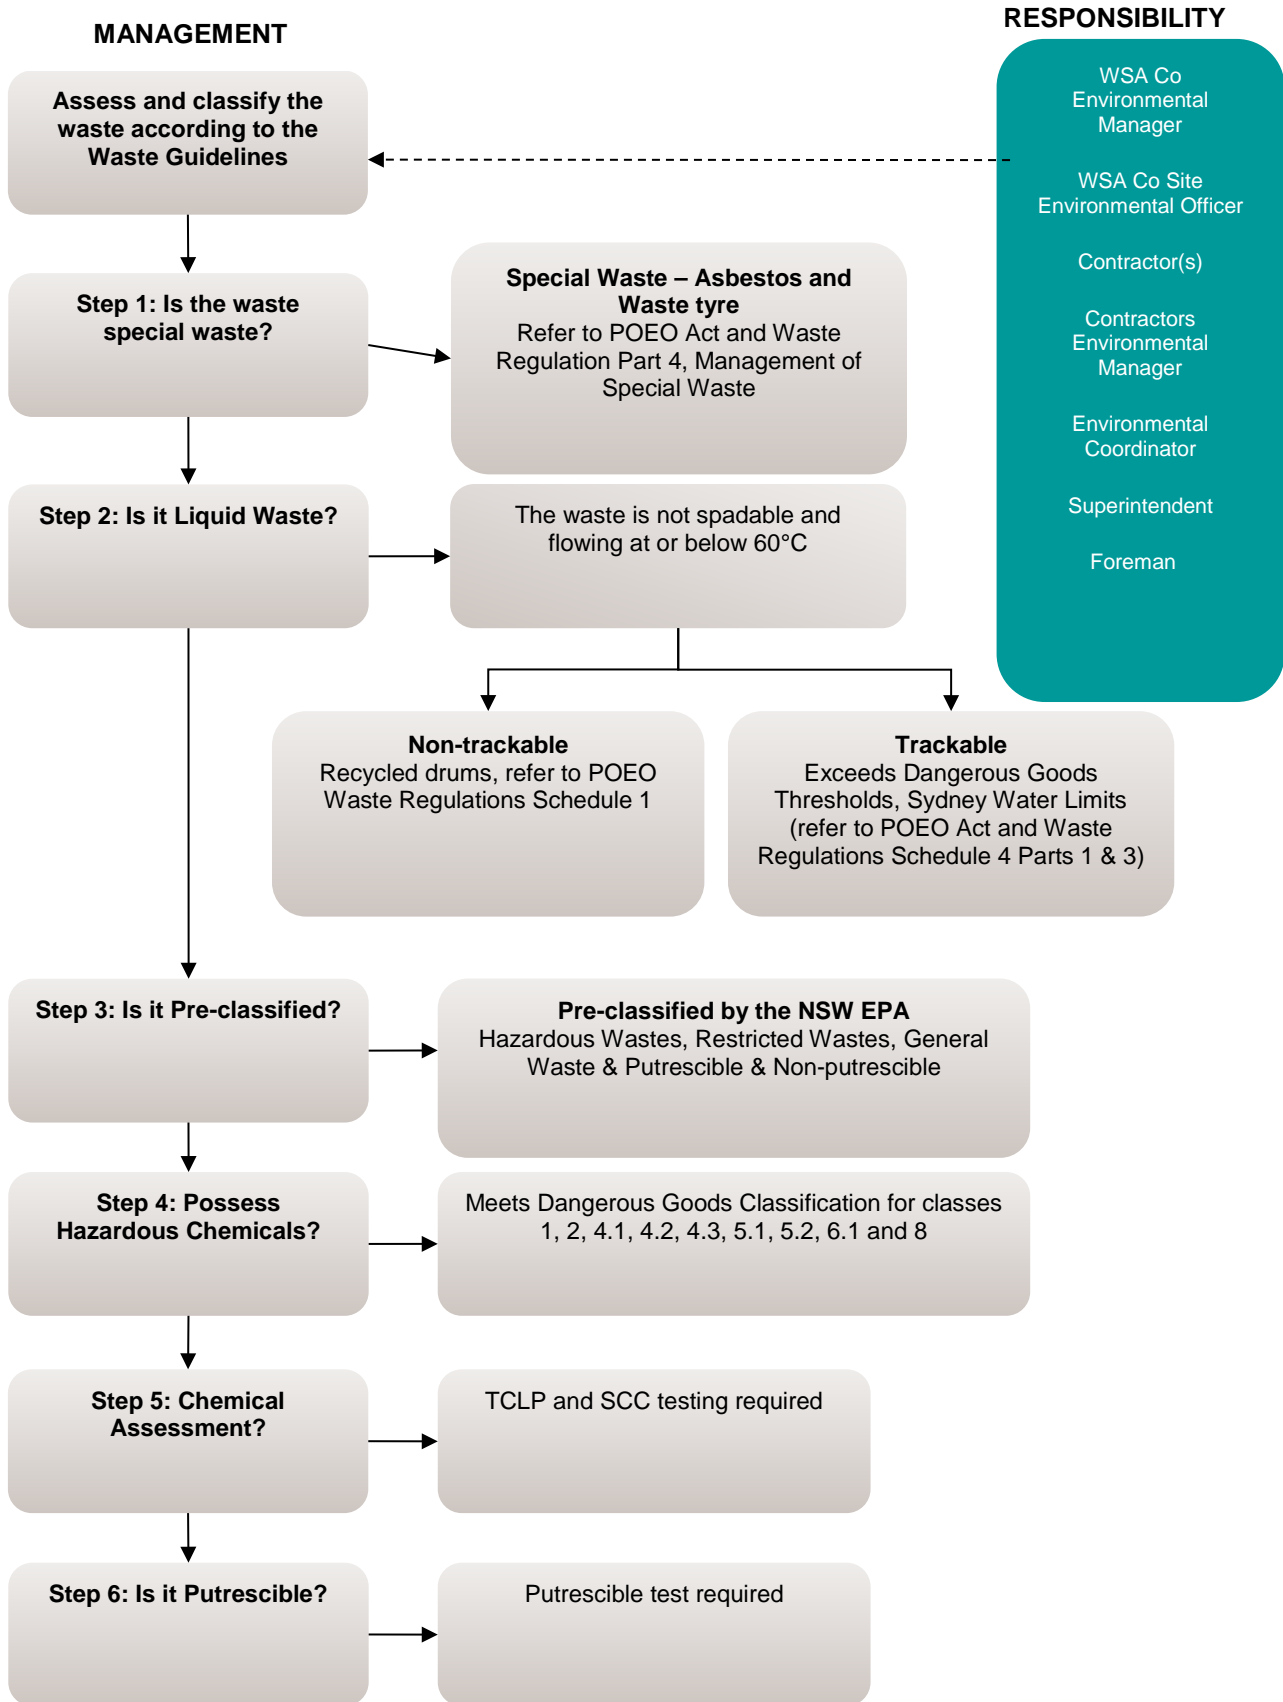 MANAGEMENT
RESPONSIBILITY
Assess and classify the
waste according to the
Waste Guidelines
WSA Co
Environmental
Manager
WSA Co Site
Environmental Officer
Contractor(s)
Contractors
Environmental
Manager
Environmental
Coordinator
Superintendent
Foreman
Step 1: Is the waste
special waste?
Special Waste – Asbestos and
Waste tyre
Refer to POEO Act and Waste
Regulation Part 4, Management of
Special Waste
Step 2: Is it Liquid Waste?
The waste is not spadable and
flowing at or below 60°C
Non-trackable
Recycled drums, refer to POEO
Waste Regulations Schedule 1
Trackable
Exceeds Dangerous Goods
Thresholds, Sydney Water Limits
(refer to POEO Act and Waste
Regulations Schedule 4 Parts 1 & 3)
Step 3: Is it Pre-classified?
Pre-classified by the NSW EPA
Hazardous Wastes, Restricted Wastes, General
Waste & Putrescible & Non-putrescible
Step 4: Possess
Hazardous Chemicals?
Meets Dangerous Goods Classification for classes
1, 2, 4.1, 4.2, 4.3, 5.1, 5.2, 6.1 and 8
Step 5: Chemical
Assessment?
TCLP and SCC testing required
Step 6: Is it Putrescible?
Putrescible test required